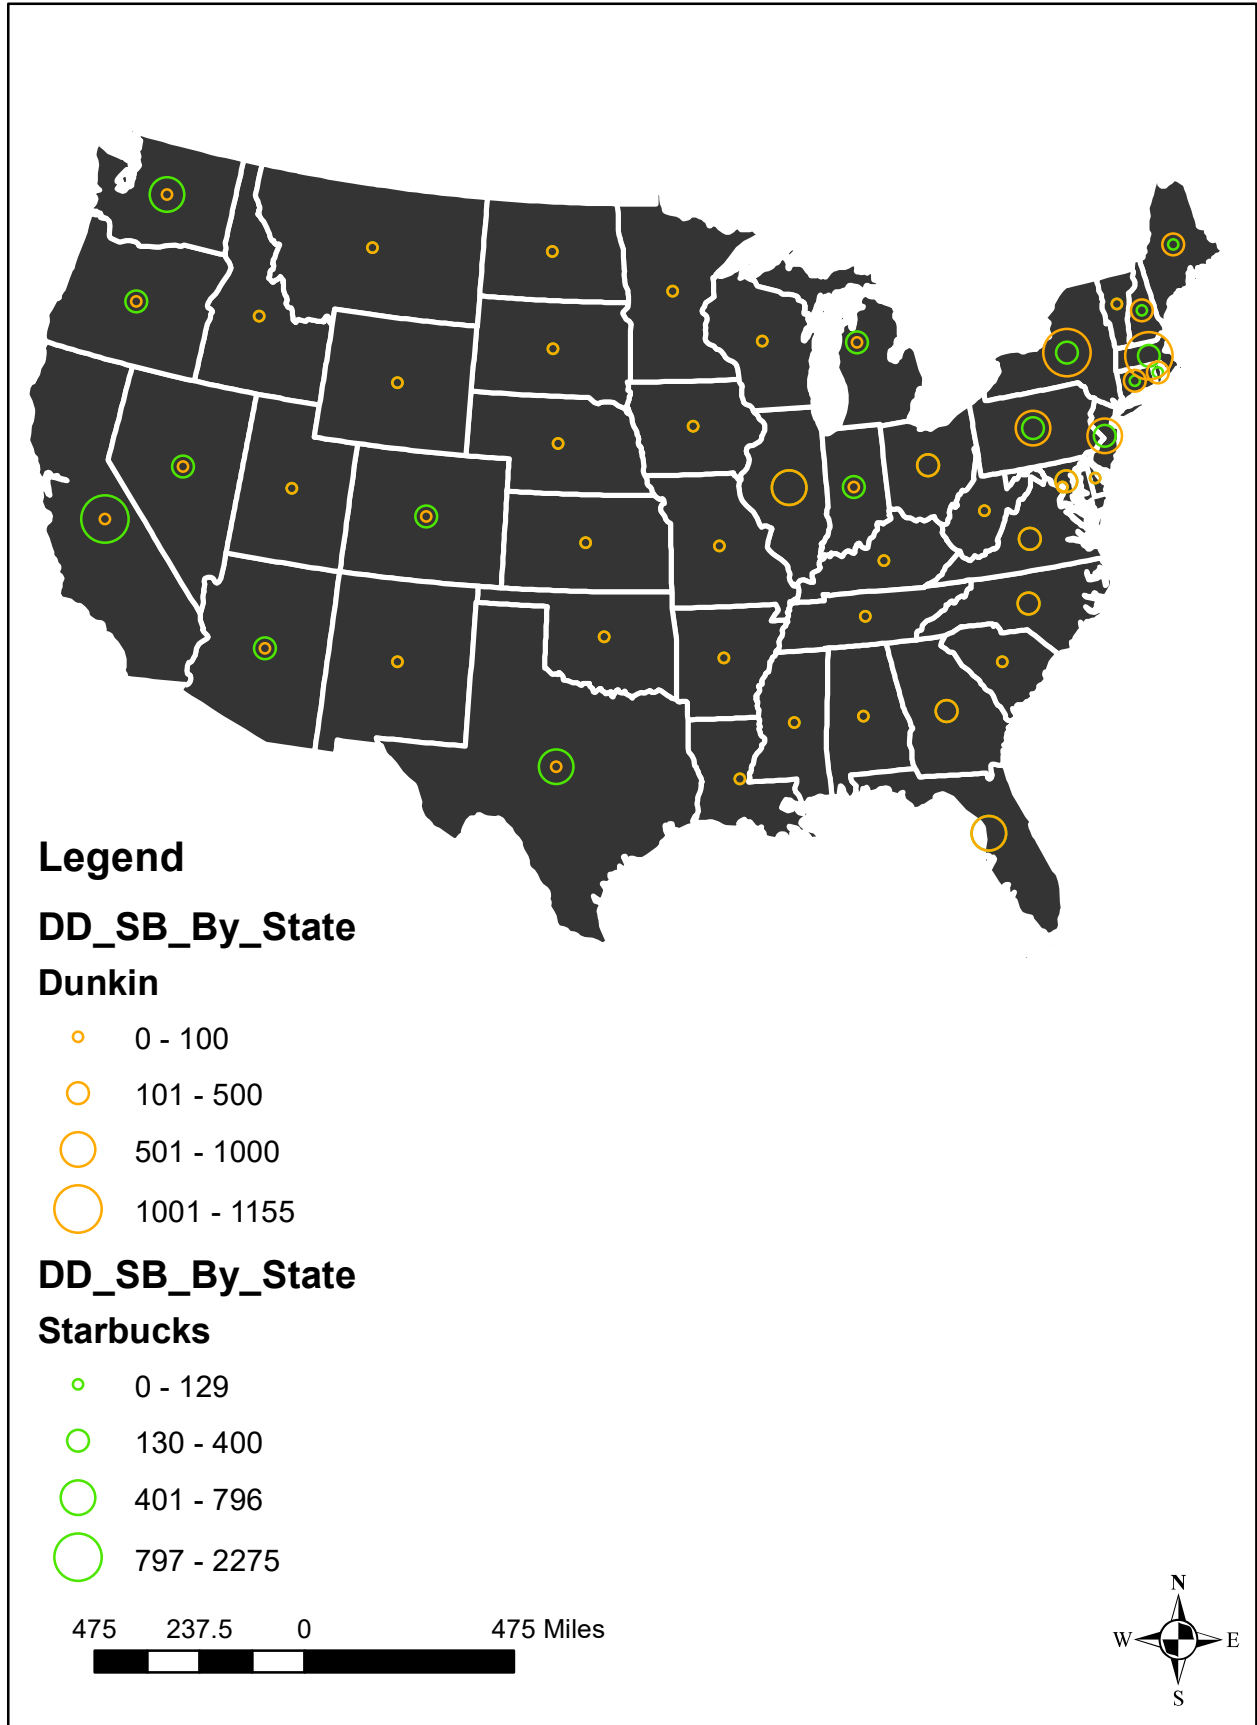 Legend
DD_SB_By_State
Dunkin
0 - 100
101 - 500
501 - 1000
1001 - 1155
DD_SB_By_State
Starbucks
0 - 129
130 - 400
401 - 796
797 - 2275
475 237.5 0 475 Miles
N
W E
S